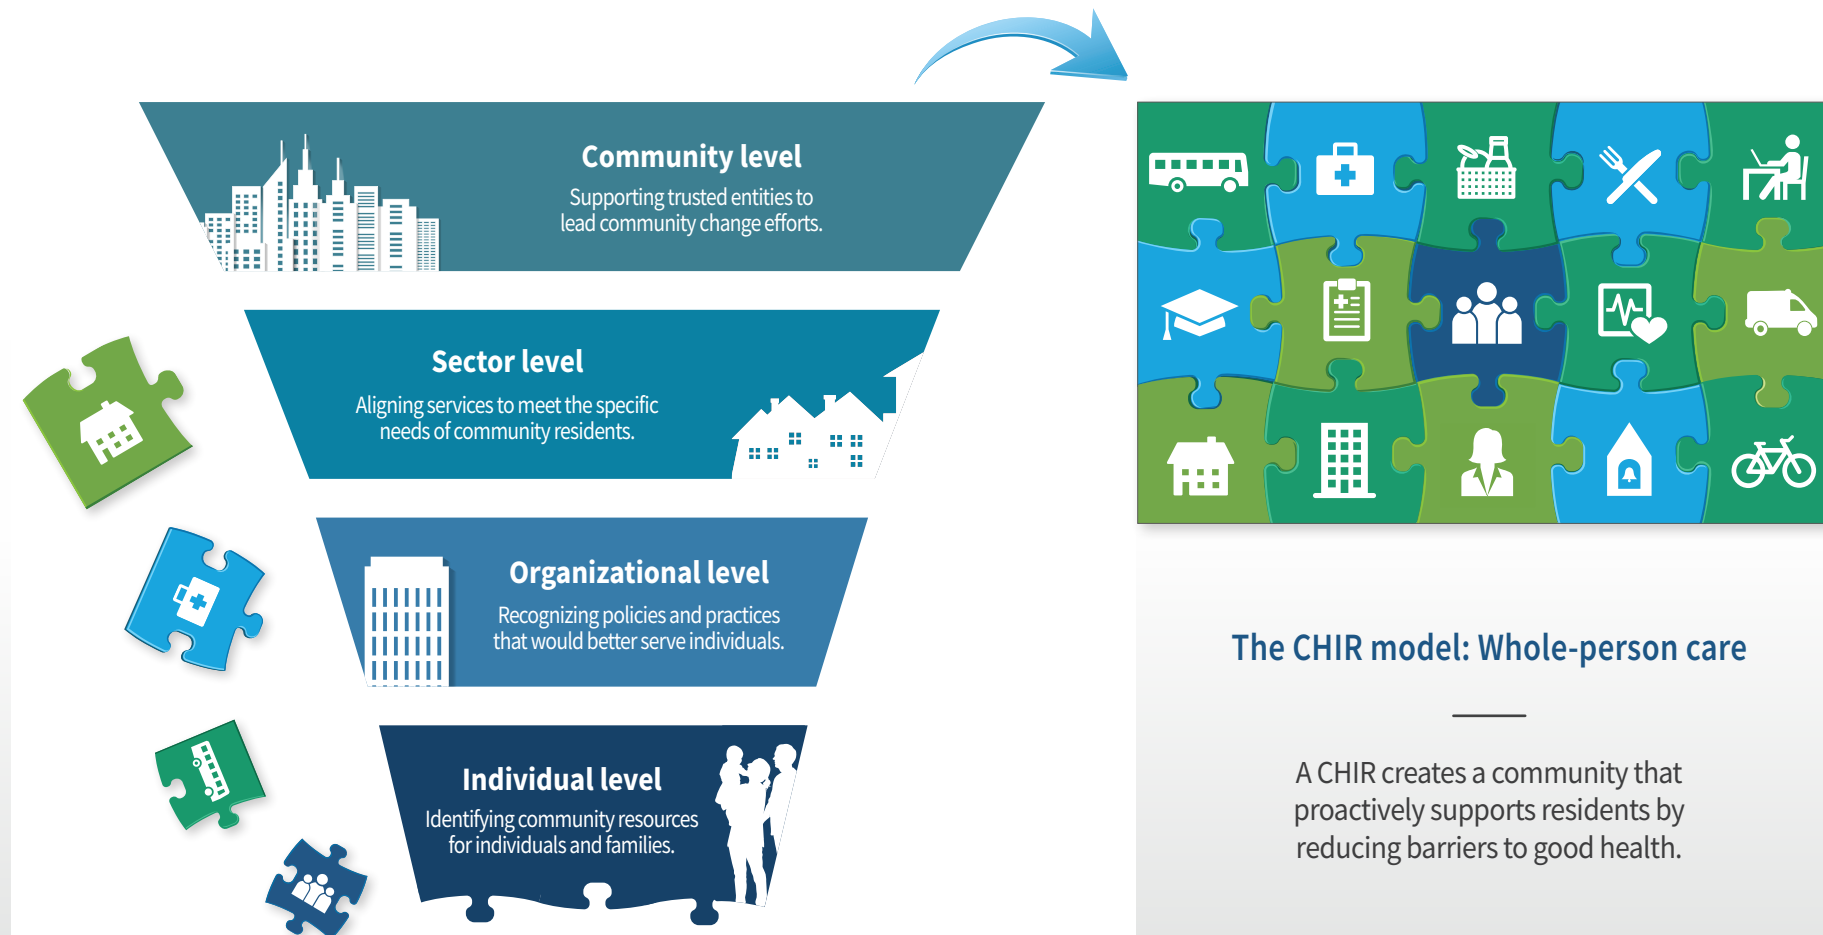 Community level
Supporting trusted entities to
lead community change efforts.
Sector level
Aligning services to meet the specific
needs of community residents.
Organizational level
Recognizing policies and practices
that would better serve individuals.
Individual level
Identifying community resources
for individuals and families.
The CHIR model: Whole-person care
A CHIR creates a community that
proactively supports residents by
reducing barriers to good health.